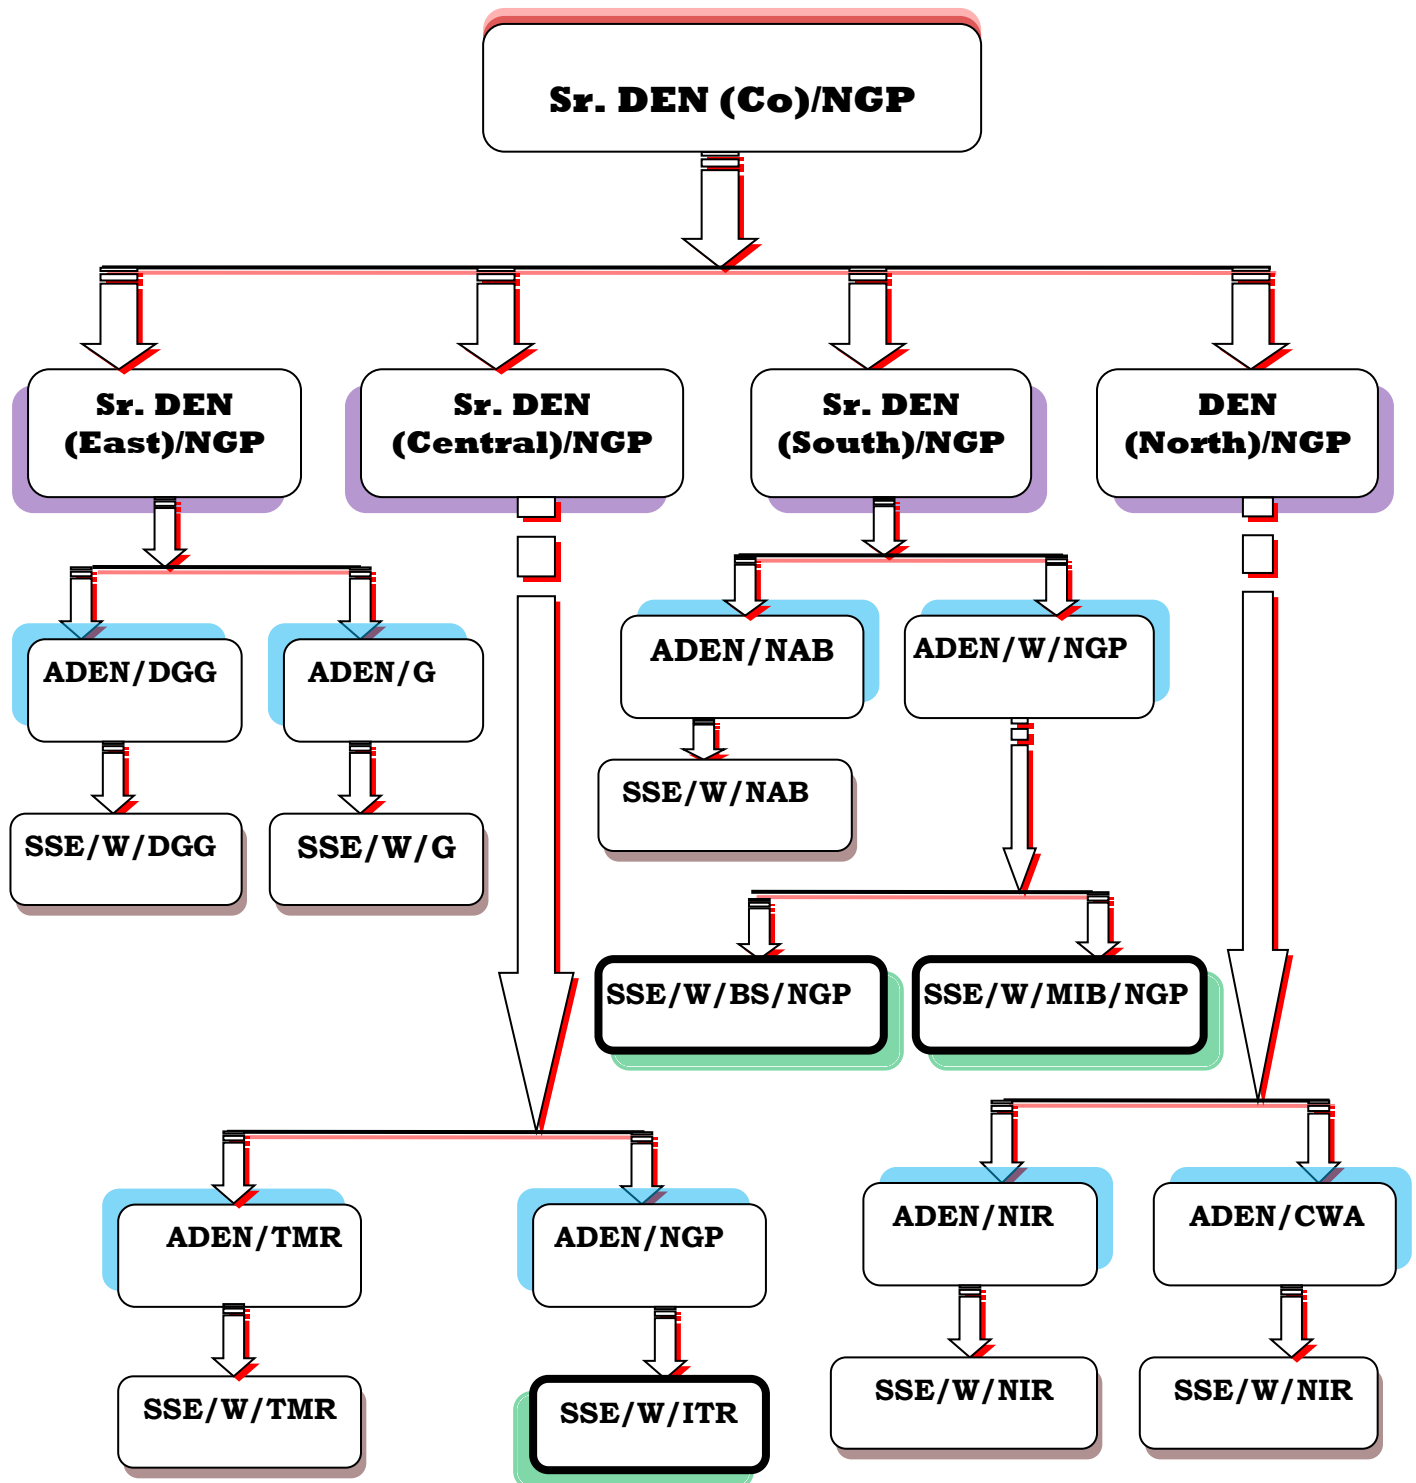 Sr. DEN (Co)/NGP
Sr. DEN
(East)/NGP
Sr. DEN
(Central)/NGP
Sr. DEN
(South)/NGP
DEN
(North)/NGP
ADEN/DGG
ADEN/G
ADEN/NAB
ADEN/W/NGP
SSE/W/DGG
SSE/W/G
SSE/W/NAB
SSE/W/BS/NGP
SSE/W/MIB/NGP
ADEN/TMR
ADEN/NGP
ADEN/NIR
ADEN/CWA
SSE/W/TMR
SSE/W/ITR
SSE/W/NIR
SSE/W/NIR